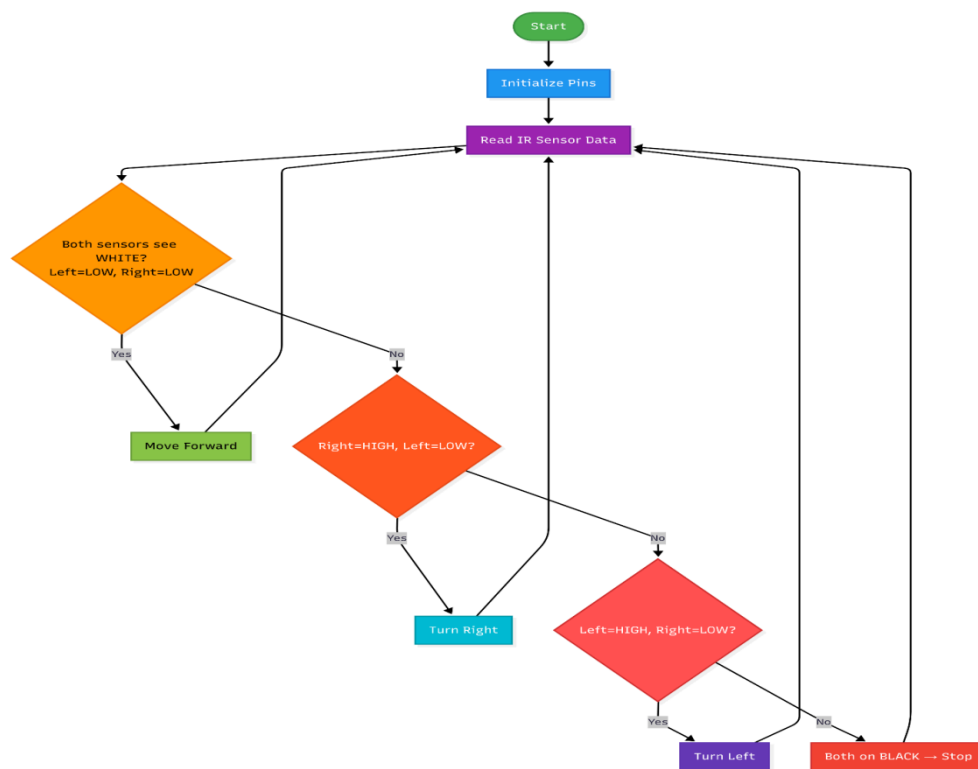 Start
Initialize Pins
Read IR Sensor Data
Both sensors see
WHITE?
Left=LOW, Right=LOW
Yes
No
Move Forward
Right=HIGH, Left=LOW?
Yes
No
Turn Right
Left=HIGH, Right=LOW?
Yes
No
Turn Left
Both on BLACK → Stop